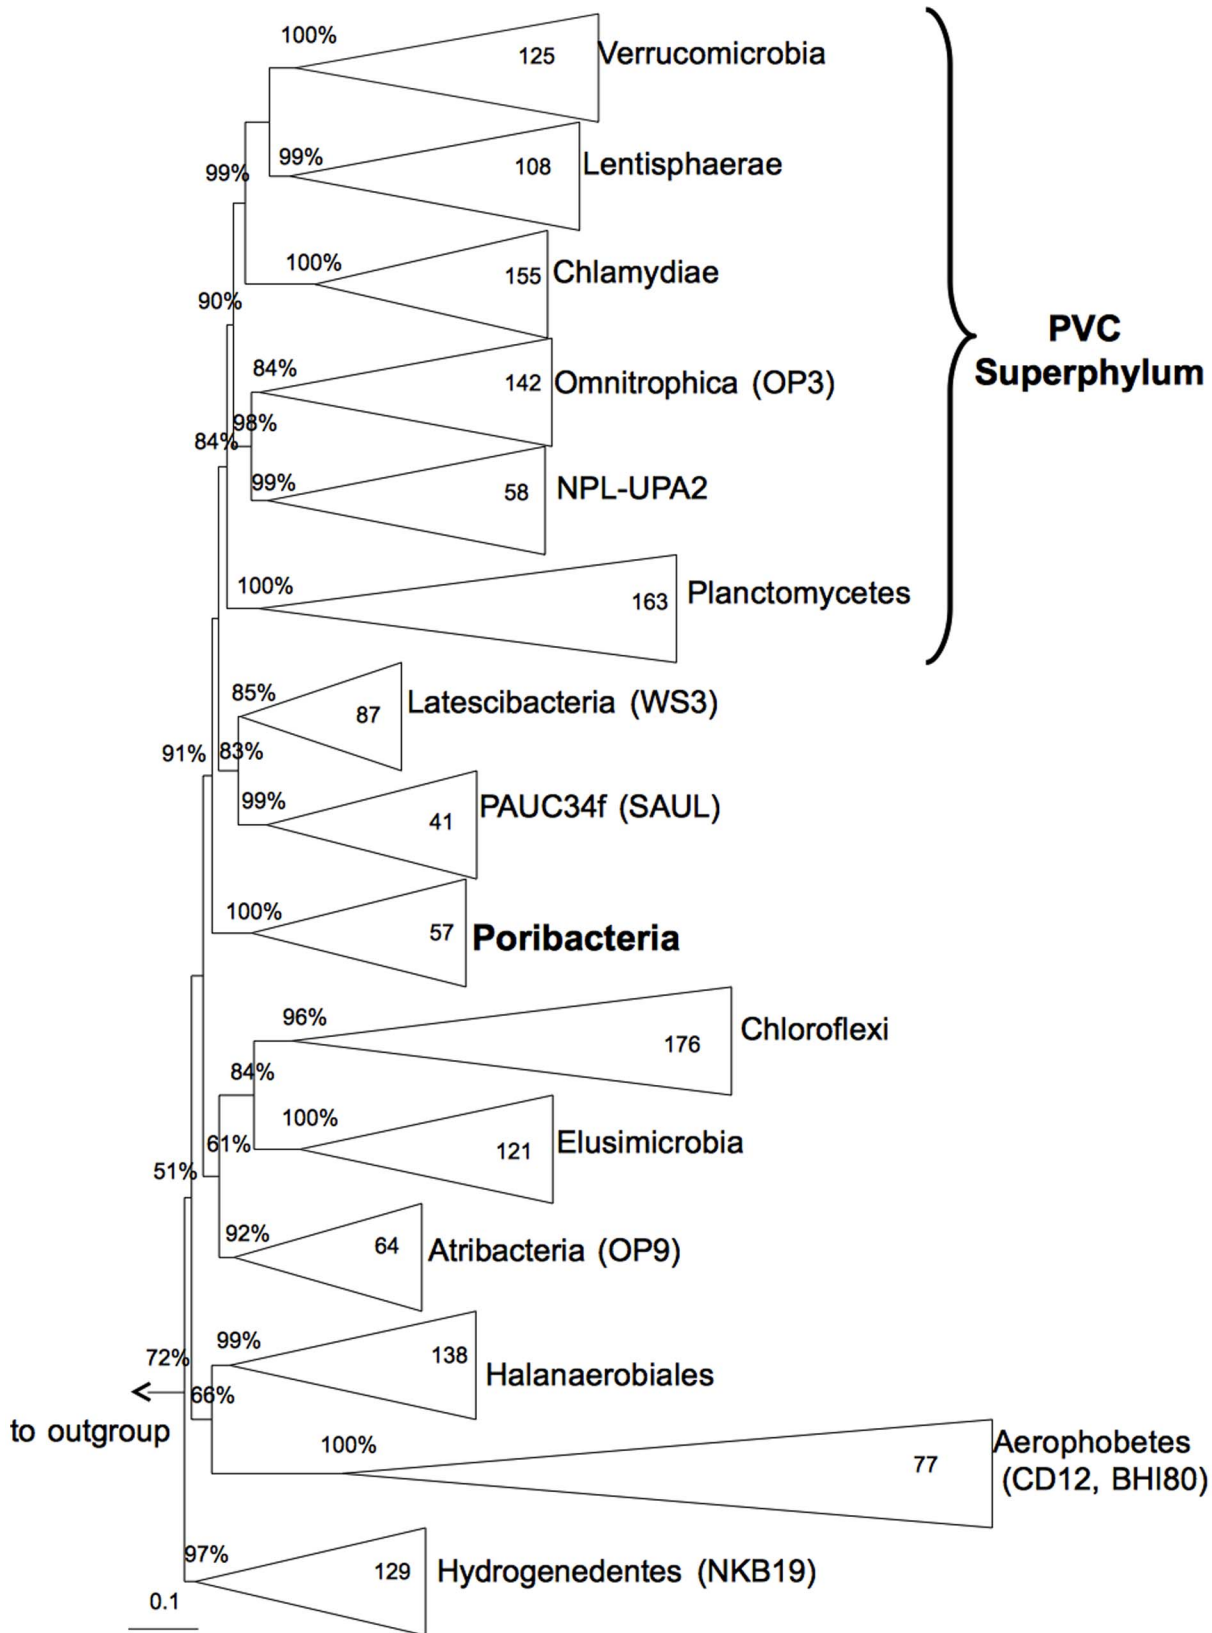 100%
125
Verrucomicrobia
99%
99%
108
Lentisphaerae
100%
155
Chlamydiae
90%
PVC
Superphylum
84%
142
Omnitrophica (OP3)
98%
84%
99%
58
NPL-UPA2
100%
163
Planctomycetes
85%
87
Latescibacteria (WS3)
91%
83%
99%
41
PAUC34f (SAUL)
100%
57
Poribacteria
96%
176
Chloroflexi
84%
100%
121
Elusimicrobia
61%
51%
92%
64
Atribacteria (OP9)
99%
138
Halanaerobiales
72%
66%
to outgroup
100%
77
Aerophobetes
(CD12, BHI80)
97%
129
Hydrogenedentes (NKB19)
0.1